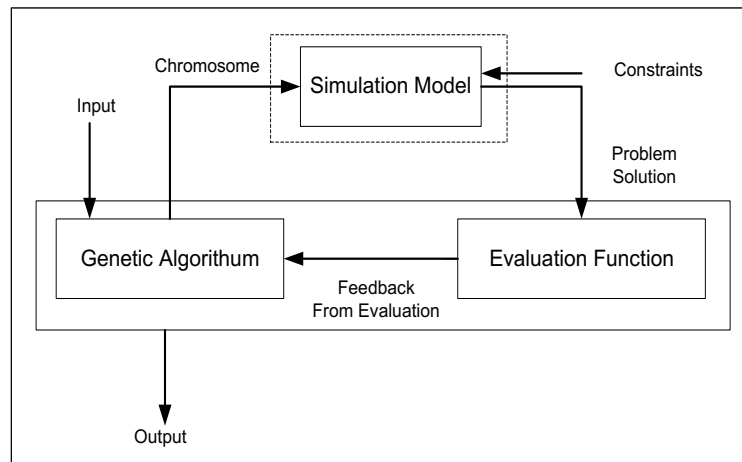 Chromosome
Simulation Model
Constraints
Input
Problem
Solution
Genetic Algorithum
Evaluation Function
Feedback
From Evaluation
Output